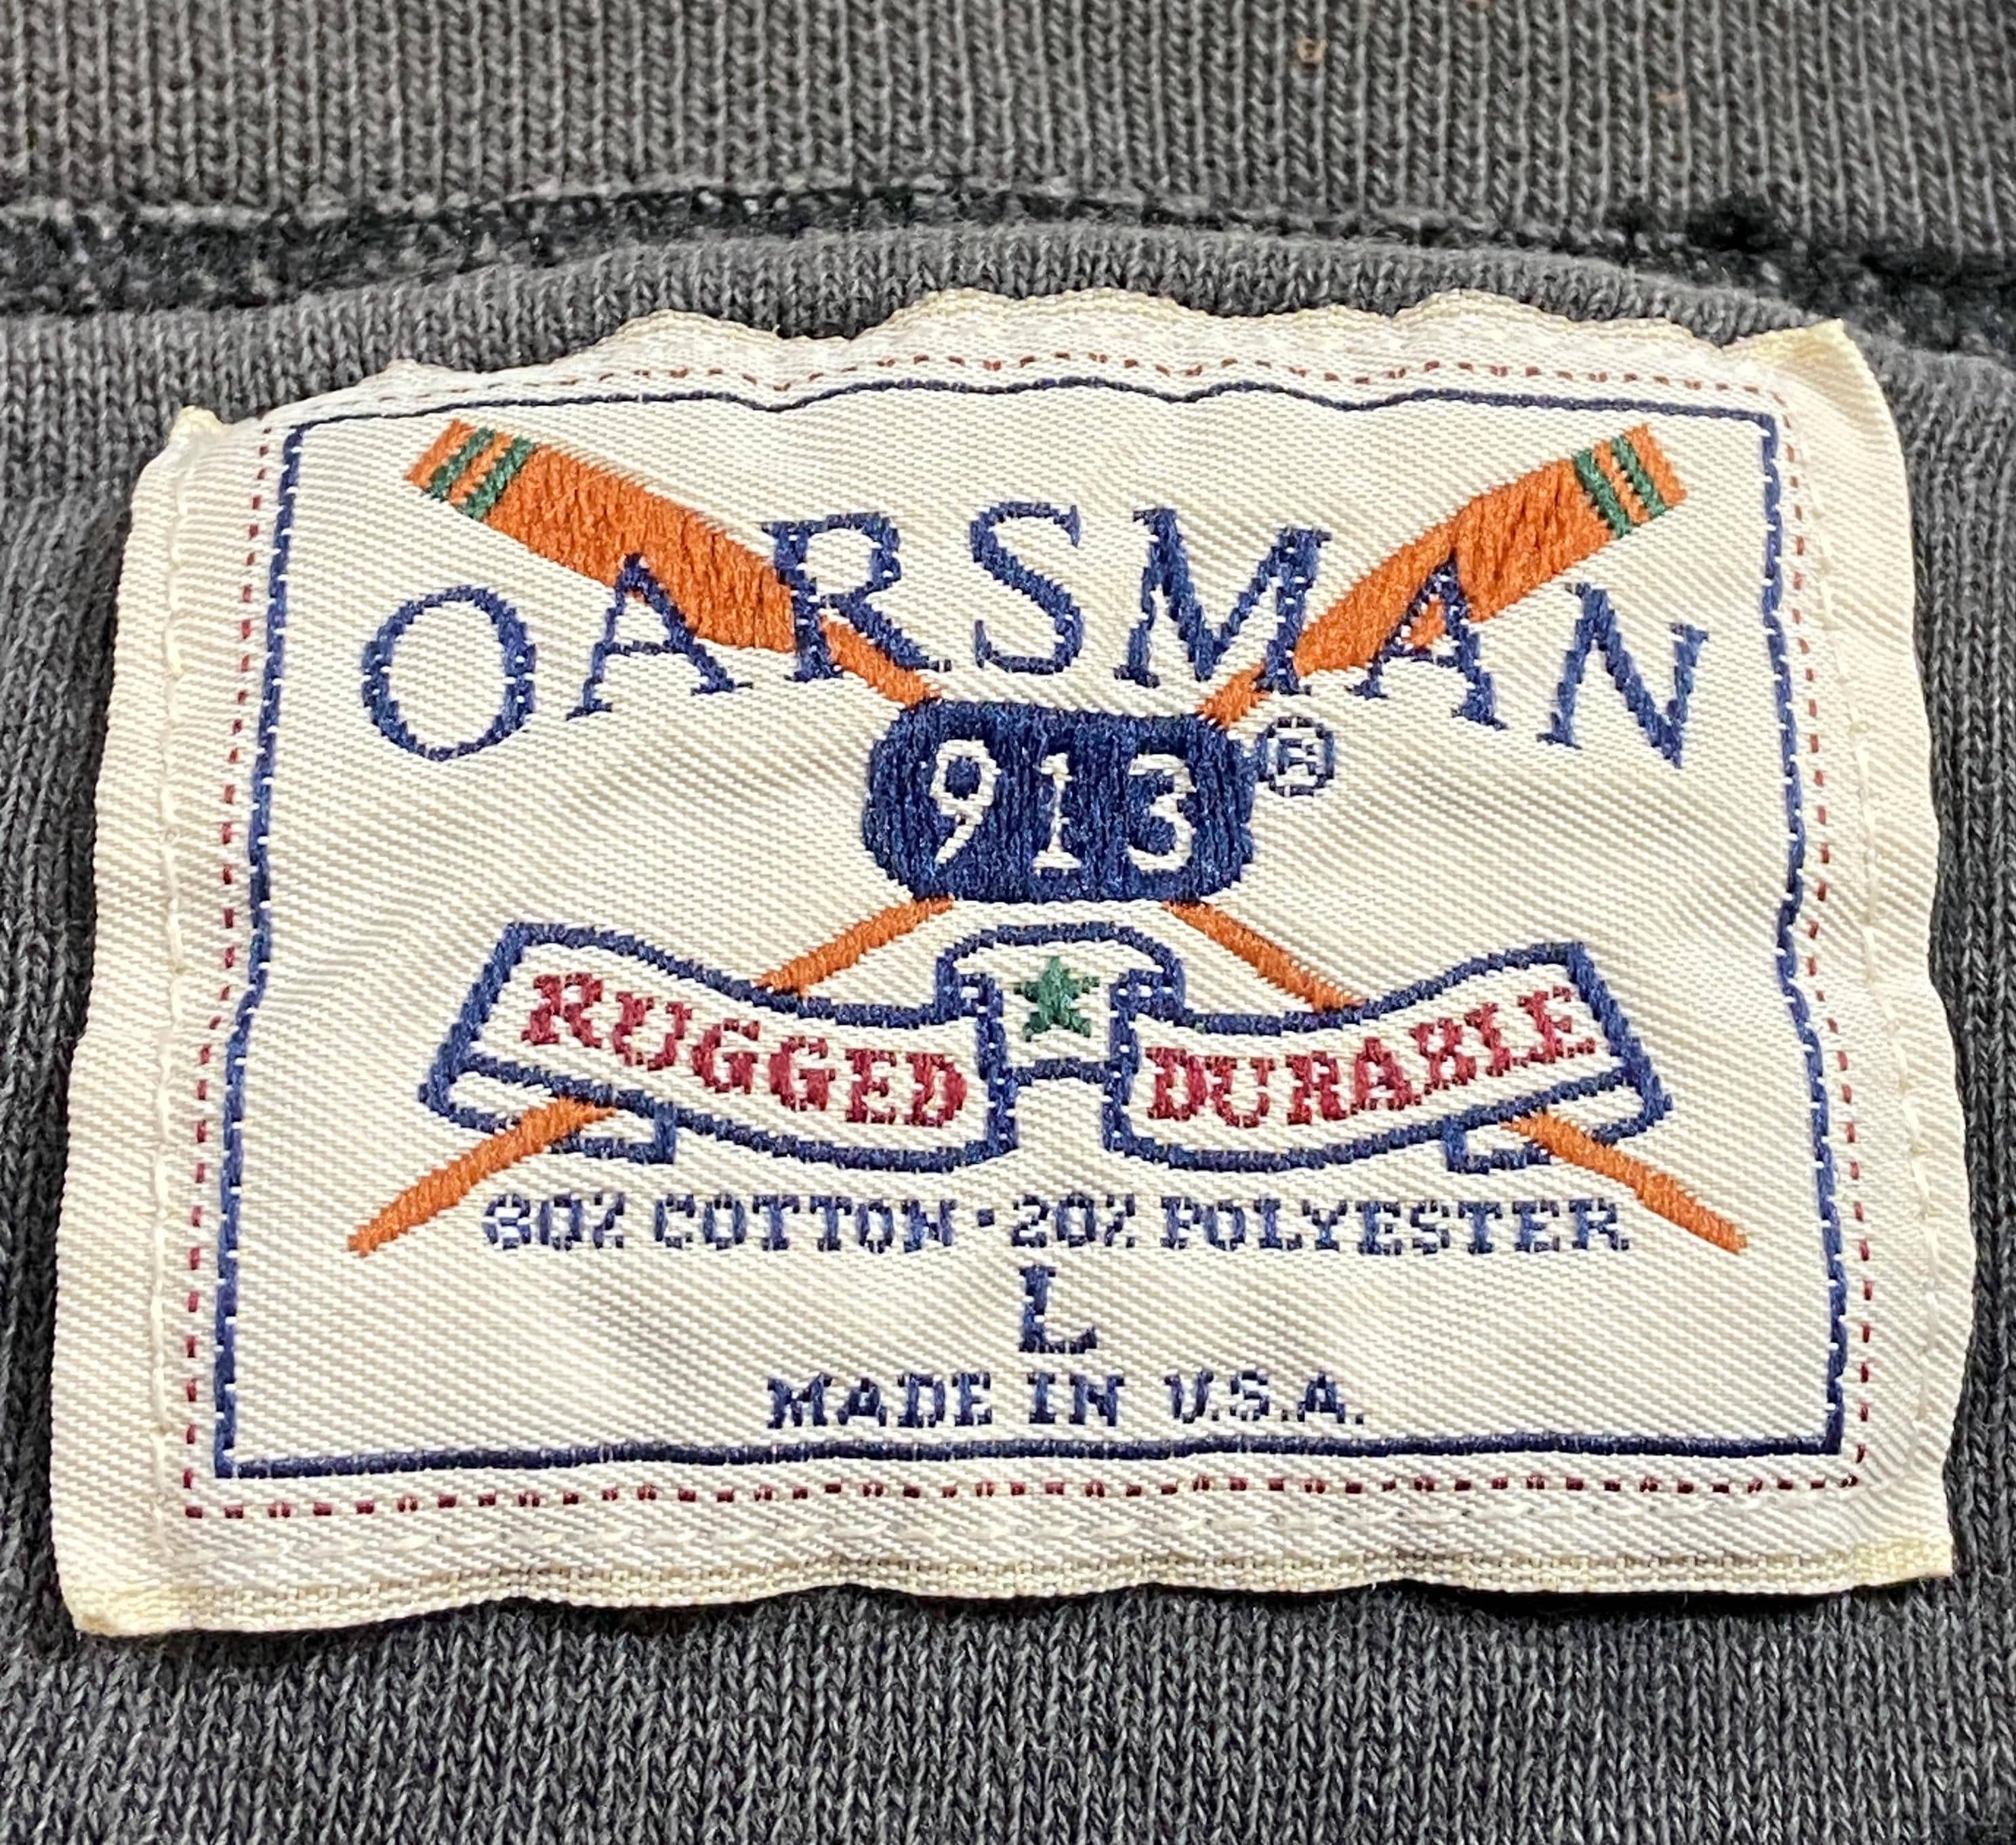 OARSMAN
913®
RUGGED DURABLE
80% COTTON · 20% POLYESTER
L
MADE IN U.S.A.